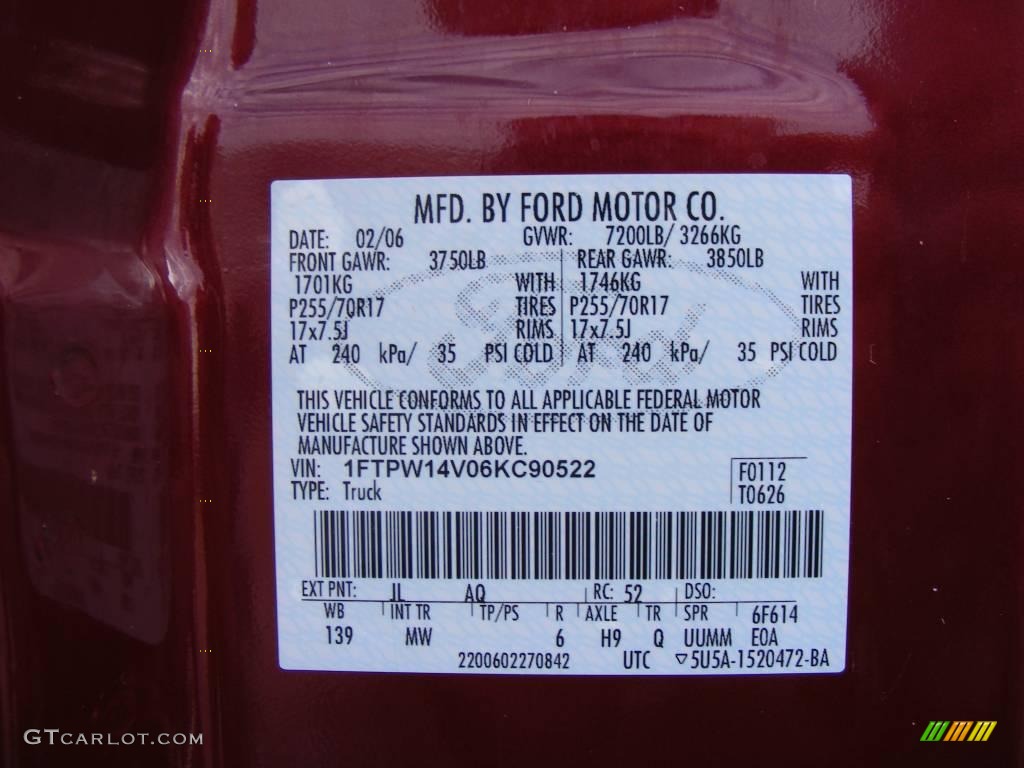 MFD. BY FORD MOTOR CO.
DATE: 02/06 GVWR: 7200LB/ 3266KG
FRONT GAWR: 3750LB REAR GAWR: 3850LB
1701KG WITH 1746KG WITH
P255/70R17 TIRES P255/70R17 TIRES
17x7.5J RIMS 17x7.5J RIMS
AT 240 kPa/ 35 PSI COLD AT 240 kPa/ 35 PSI COLD
Ford
THIS VEHICLE CONFORMS TO ALL APPLICABLE FEDERAL MOTOR
VEHICLE SAFETY STANDARDS IN EFFECT ON THE DATE OF
MANUFACTURE SHOWN ABOVE.
VIN: 1FTPW14V06KC90522 F0112
TYPE: Truck T0626
EXT PNT: JL AQ RC: 52 DSO:
WB INT TR TP/PS R AXLE TR SPR 6F614
139 MW 6 H9 Q UUMM EOA
2200602270842 UTC ▽5U5A-1520472-BA
GTCARLOT.COM